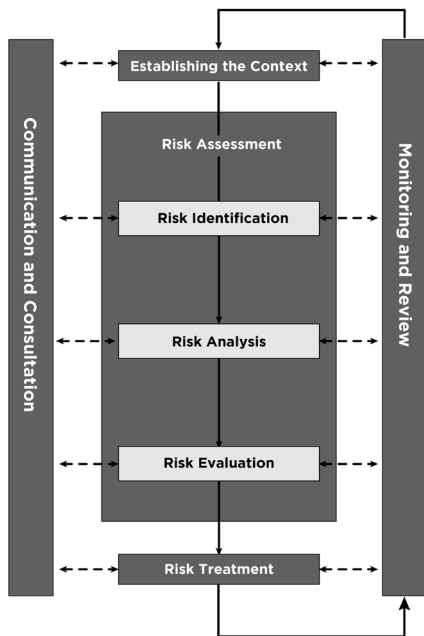 Establishing the Context
Communication and Consultation
Monitoring and Review
Risk Assessment
Risk Identification
Risk Analysis
Risk Evaluation
Risk Treatment